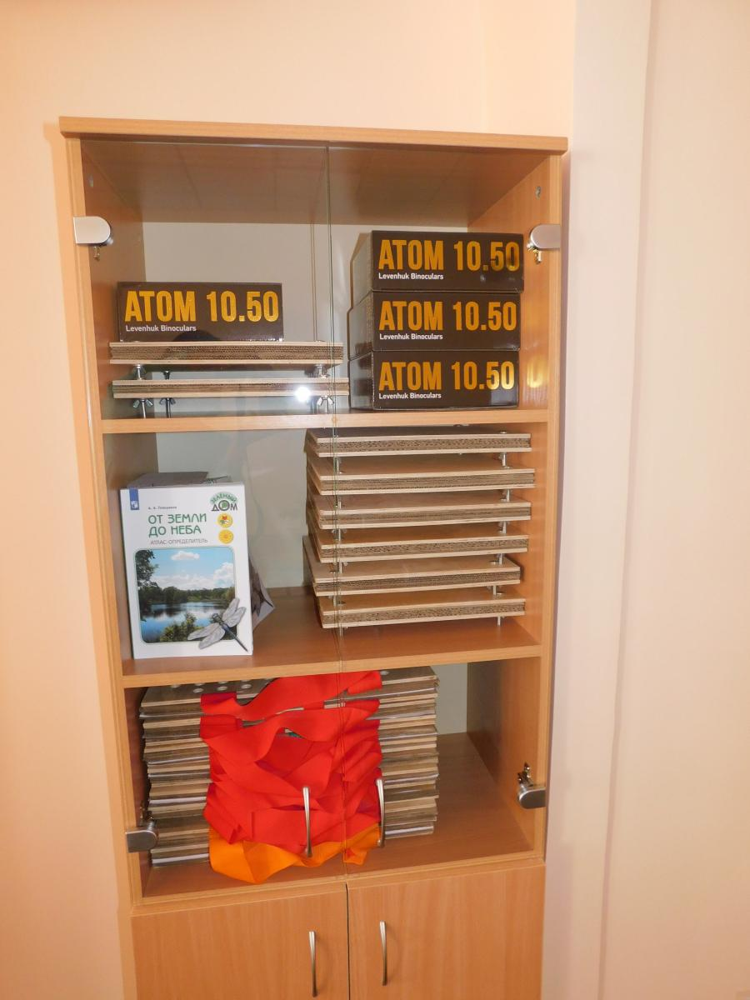 ATOM 10.50
Levenhuk Binoculars
ATOM 10.50
Levenhuk Binoculars
ATOM 10.50
Levenhuk Binoculars
ATOM 10.50
Levenhuk Binoculars
ЗЕЛЁНЫЙ
ДОМ
А. А. Плешаков
ОТ ЗЕМЛИ
ДО НЕБА
АТЛАС-ОПРЕДЕЛИТЕЛЬ